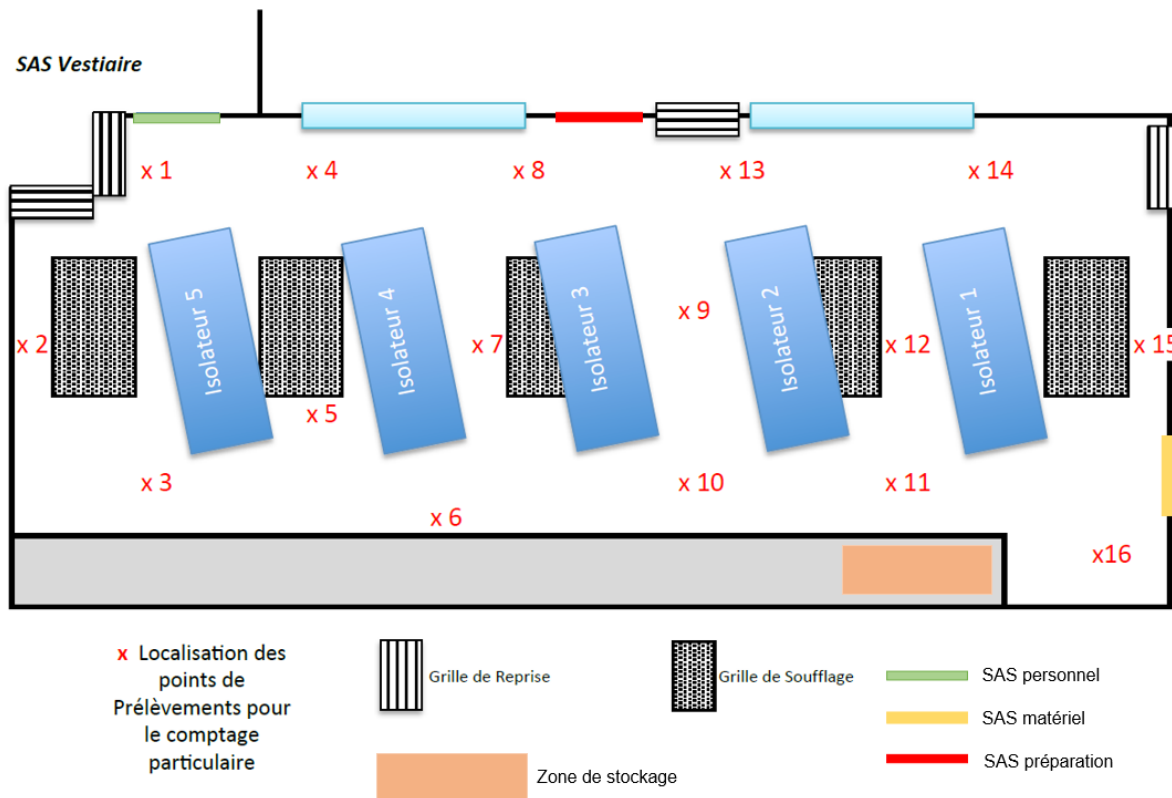 SAS Vestiaire
x 1
x 4
x 8
x 13
x 14
Isolateur 5
Isolateur 4
Isolateur 3
Isolateur 2
Isolateur 1
x 2
x 7
x 9
x 12
x 15
x 5
x 3
x 10
x 11
x 6
x16
x Localisation des
points de
Prélèvements pour
le comptage
particulaire
Grille de Reprise
Grille de Soufflage
SAS personnel
SAS matériel
SAS préparation
Zone de stockage